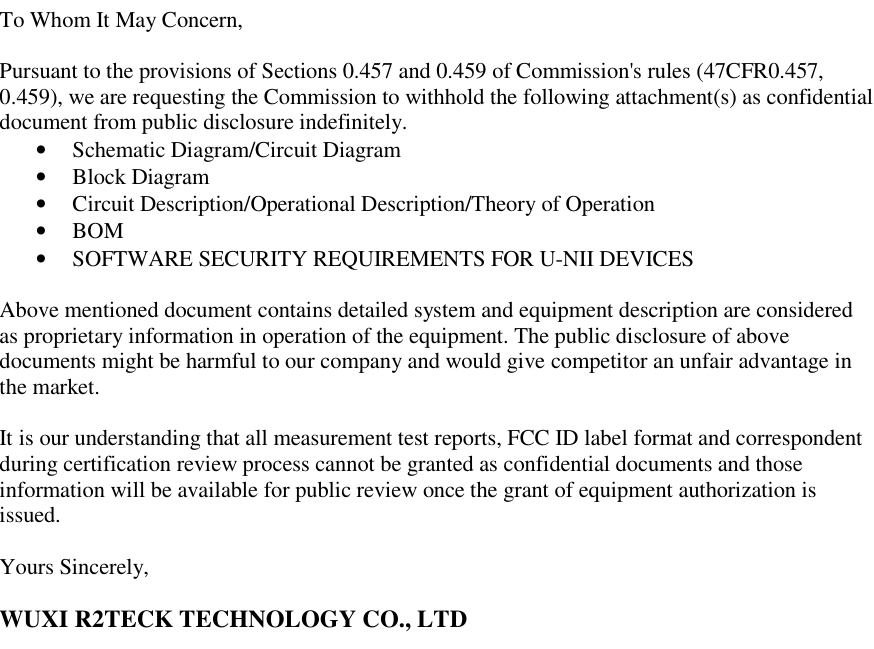 To Whom It May Concern,
Pursuant to the provisions of Sections 0.457 and 0.459 of Commission's rules (47CFR0.457,
0.459), we are requesting the Commission to withhold the following attachment(s) as confidential
document from public disclosure indefinitely.
• Schematic Diagram/Circuit Diagram
• Block Diagram
• Circuit Description/Operational Description/Theory of Operation
• BOM
• SOFTWARE SECURITY REQUIREMENTS FOR U-NII DEVICES
Above mentioned document contains detailed system and equipment description are considered
as proprietary information in operation of the equipment. The public disclosure of above
documents might be harmful to our company and would give competitor an unfair advantage in
the market.
It is our understanding that all measurement test reports, FCC ID label format and correspondent
during certification review process cannot be granted as confidential documents and those
information will be available for public review once the grant of equipment authorization is
issued.
Yours Sincerely,
WUXI R2TECK TECHNOLOGY CO., LTD